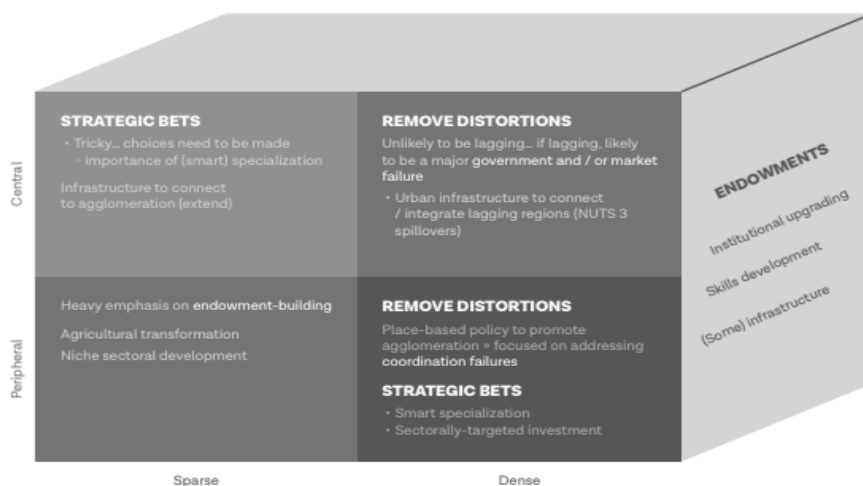 Central
STRATEGIC BETS
• Tricky... choices need to be made
» importance of (smart) specialization
Infrastructure to connect
to agglomeration (extend)
REMOVE DISTORTIONS
Unlikely to be lagging... if lagging, likely
to be a major government and / or market
failure
• Urban infrastructure to connect
/ integrate lagging regions (NUTS 3
spillovers)
Peripheral
Heavy emphasis on endowment-building
Agricultural transformation
Niche sectoral development
REMOVE DISTORTIONS
Place-based policy to promote
agglomeration » focused on addressing
coordination failures
STRATEGIC BETS
• Smart specialization
• Sectorally-targeted investment
ENDOWMENTS
Institutional upgrading
Skills development
(Some) infrastructure
Sparse
Dense